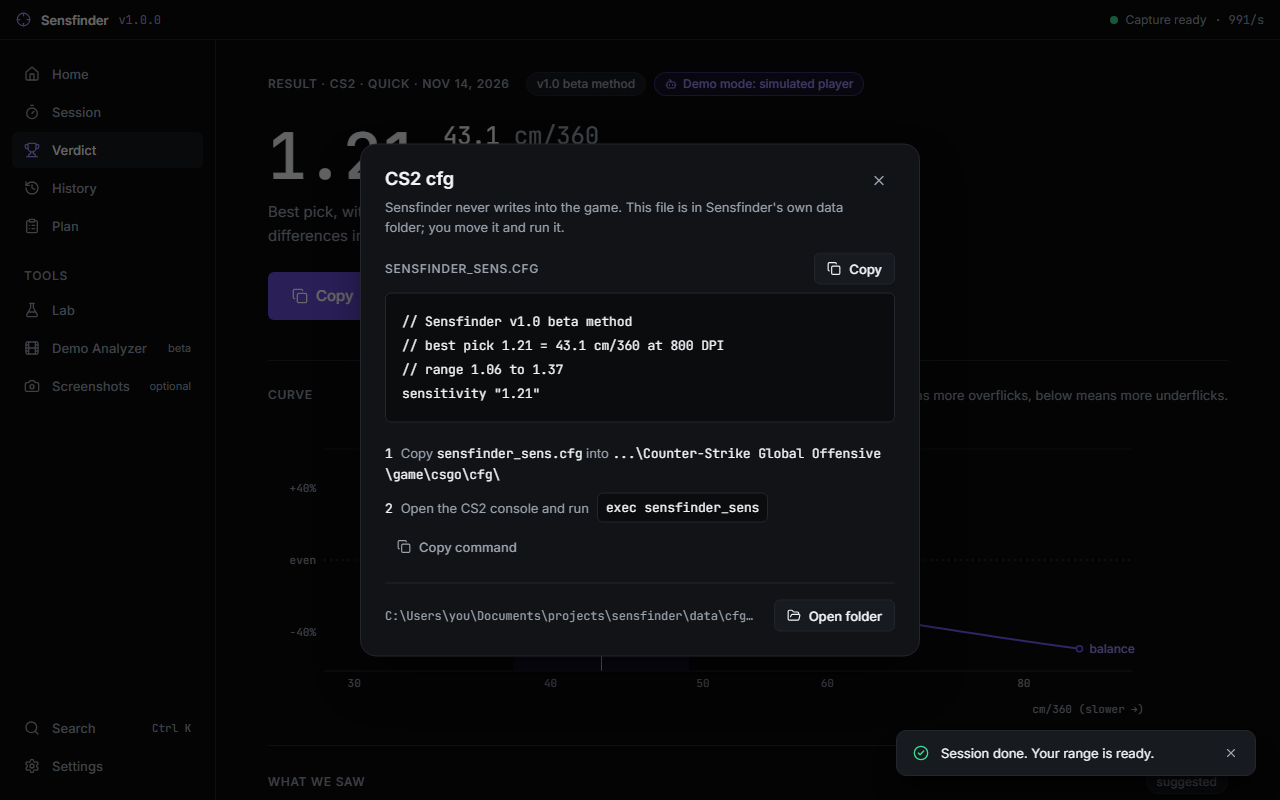 Sensfinder v1.0.0
Capture ready · 991/s
Home
Session
Verdict
History
Plan
TOOLS
Lab
Demo Analyzer beta
Screenshots optional
Search Ctrl K
Settings
RESULT · CS2 · QUICK · NOV 14, 2026 v1.0 beta method Demo mode: simulated player
1.21 43.1 cm/360
Best pick, wit
differences in
Copy
CURVE
s more overflicks, below means more underflicks.
CS2 cfg
Sensfinder never writes into the game. This file is in Sensfinder's own data
folder; you move it and run it.
SENSFINDER_SENS.CFG Copy
// Sensfinder v1.0 beta method
// best pick 1.21 = 43.1 cm/360 at 800 DPI
// range 1.06 to 1.37
sensitivity "1.21"
1 Copy sensfinder_sens.cfg into ...\Counter-Strike Global Offensive
\game\csgo\cfg\
2 Open the CS2 console and run exec sensfinder_sens
Copy command
C:\Users\you\Documents\projects\sensfinder\data\cfg… Open folder
+40%
even
-40%
balance
30 40 50 60 80
cm/360 (slower →)
Session done. Your range is ready.
WHAT WE SAW
suggested